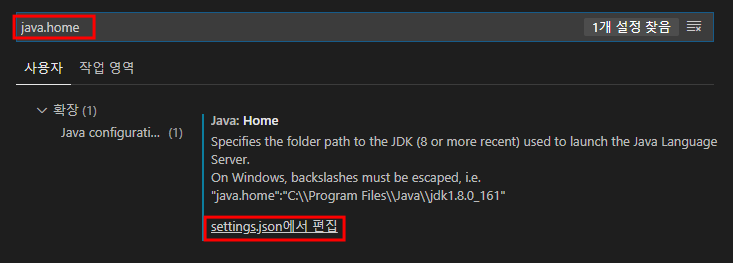 java.home
1개 설정 찾음
사용자 작업 영역
확장 (1)
Java configurati... (1)
Java: Home
Specifies the folder path to the JDK (8 or more recent) used to launch the Java Language
Server.
On Windows, backslashes must be escaped, i.e.
"java.home":"C:\\Program Files\\Java\\jdk1.8.0_161"
settings.json에서 편집